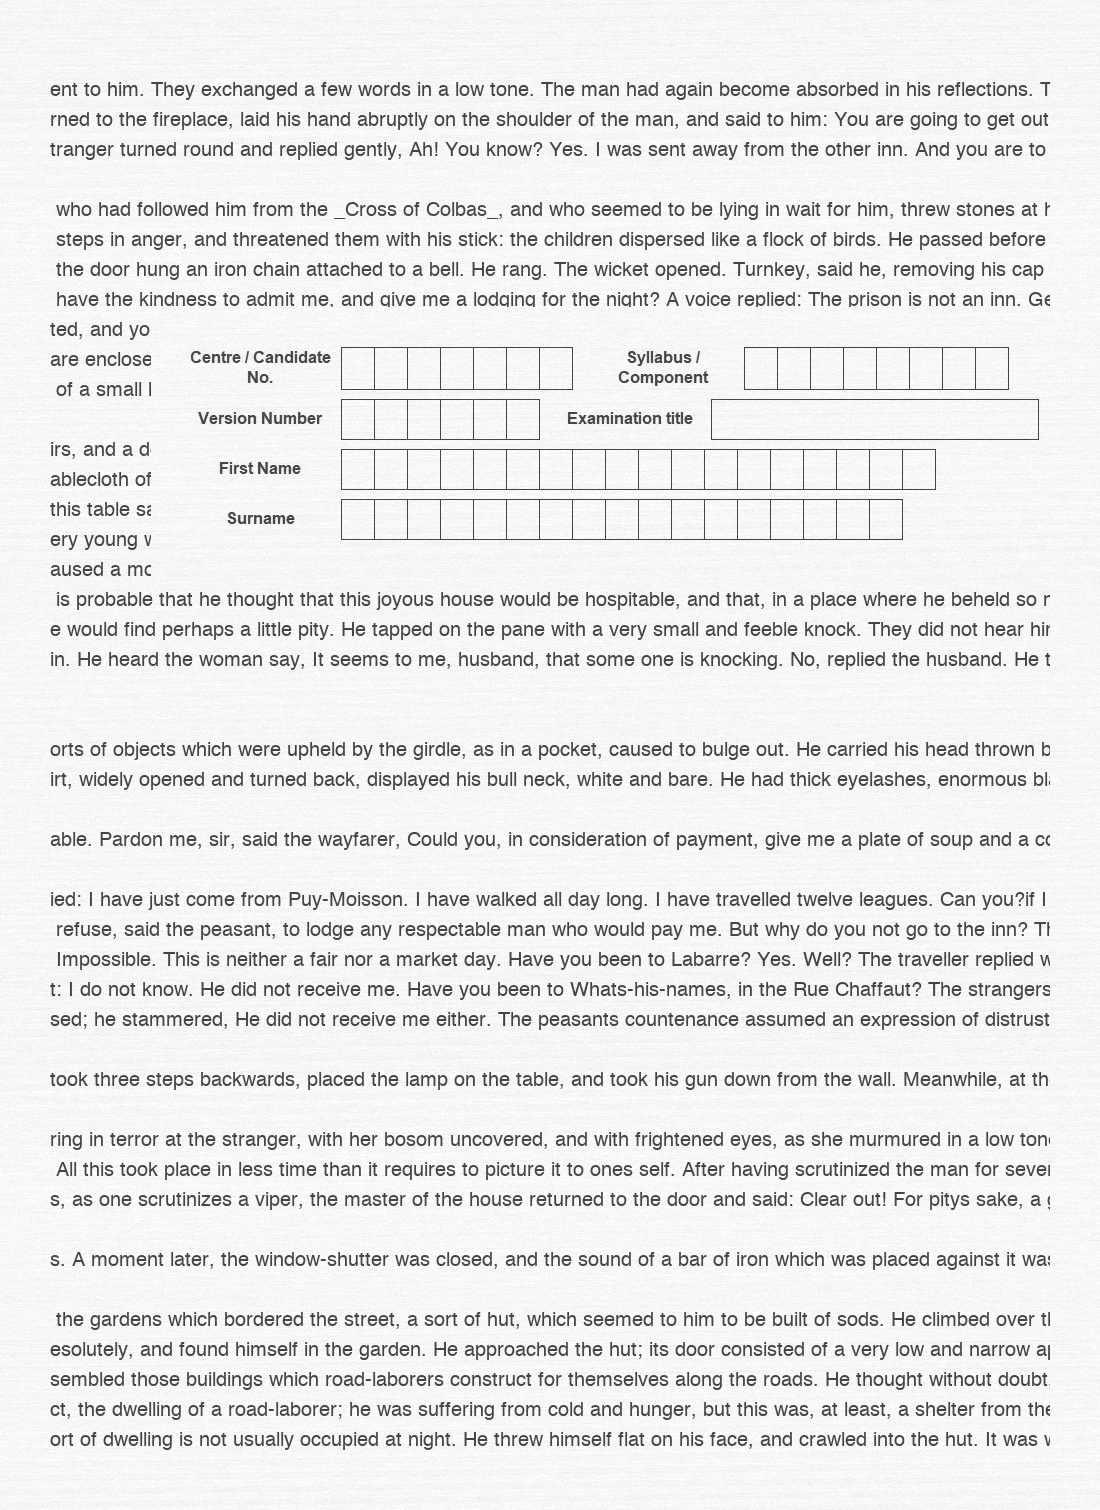 ent to him. They exchanged a few words in a low tone. The man had again become absorbed in his reflections.
rned to the fireplace, laid his hand abruptly on the shoulder of the man, and said to him: You are going to get out
tranger turned round and replied gently, Ah! You know? Yes. I was sent away from the other inn. And you are to
who had followed him from the _Cross of Colbas_, and who seemed to be lying in wait for him, threw stones at
steps in anger, and threatened them with his stick: the children dispersed like a flock of birds. He passed before
the door hung an iron chain attached to a bell. He rang. The wicket opened. Turnkey, said he, removing his cap
have the kindness to admit me, and give me a lodging for the night? A voice replied: The prison is not an inn.
ted, and yo
are enclose
of a small
Centre / Candidate No.
Syllabus / Component
Version Number
Examination title
First Name
Surname
irs, and a
ablecloth of
this table
ery young
aused a
is probable that he thought that this joyous house would be hospitable, and that, in a place where he beheld so
e would find perhaps a little pity. He tapped on the pane with a very small and feeble knock. They did not hear
in. He heard the woman say, It seems to me, husband, that some one is knocking. No, replied the husband. He
orts of objects which were upheld by the girdle, as in a pocket, caused to bulge out. He carried his head thrown
irt, widely opened and turned back, displayed his bull neck, white and bare. He had thick eyelashes, enormous
able. Pardon me, sir, said the wayfarer, Could you, in consideration of payment, give me a plate of soup and a
ied: I have just come from Puy-Moisson. I have walked all day long. I have travelled twelve leagues. Can you?if I
refuse, said the peasant, to lodge any respectable man who would pay me. But why do you not go to the inn?
Impossible. This is neither a fair nor a market day. Have you been to Labarre? Yes. Well? The traveller replied
t: I do not know. He did not receive me. Have you been to Whats-his-names, in the Rue Chaffaut? The strangers
sed; he stammered, He did not receive me either. The peasants countenance assumed an expression of distrust
took three steps backwards, placed the lamp on the table, and took his gun down from the wall. Meanwhile, at
ring in terror at the stranger, with her bosom uncovered, and with frightened eyes, as she murmured in a low
All this took place in less time than it requires to picture it to ones self. After having scrutinized the man for
s, as one scrutinizes a viper, the master of the house returned to the door and said: Clear out! For pitys sake, a
s. A moment later, the window-shutter was closed, and the sound of a bar of iron which was placed against it was
the gardens which bordered the street, a sort of hut, which seemed to him to be built of sods. He climbed over
esolutely, and found himself in the garden. He approached the hut; its door consisted of a very low and narrow
sembled those buildings which road-laborers construct for themselves along the roads. He thought without doubt,
ct, the dwelling of a road-laborer; he was suffering from cold and hunger, but this was, at least, a shelter from the
ort of dwelling is not usually occupied at night. He threw himself flat on his face, and crawled into the hut. It was